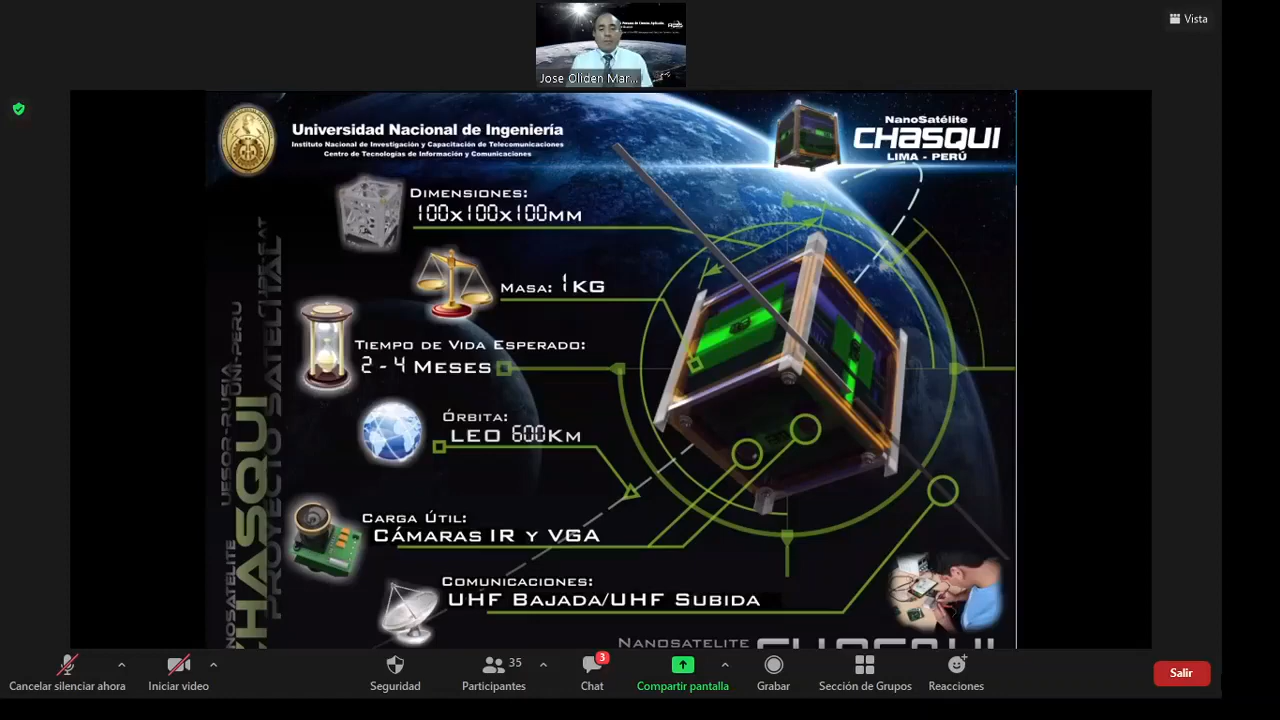 Vista
Jose Oliden Mar...
Universidad Nacional de Ingeniería
Instituto Nacional de Investigación y Capacitación de Telecomunicaciones
Centro de Tecnologías de Información y Comunicaciones
NanoSatélite
CHASQUI
LIMA - PERÚ
DIMENSIONES:
100x100x100MM
MASA: 1KG
TIEMPO DE VIDA ESPERADO:
2 - 4 MESES
ÓRBITA:
LEO 600KM
CARGA ÚTIL:
CÁMARAS IR Y VGA
COMUNICACIONES:
UHF BAJADA/UHF SUBIDA
NANOSATELITE
CHASQUI
Cancelar silenciar ahora
Iniciar video
Seguridad
35
Participantes
3
Chat
Compartir pantalla
Grabar
Sección de Grupos
Reacciones
Salir